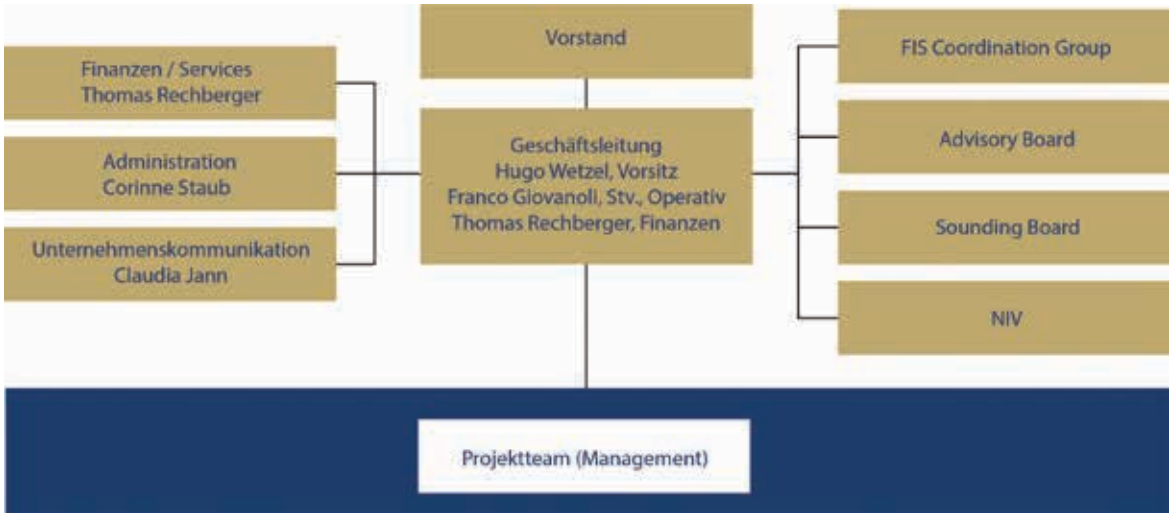 Vorstand
Finanzen / Services
Thomas Rechberger
Administration
Corinne Staub
Unternehmenskommunikation
Claudia Jann
Geschäftsleitung
Hugo Wetzel, Vorsitz
Franco Giovanoli, Stv., Operativ
Thomas Rechberger, Finanzen
FIS Coordination Group
Advisory Board
Sounding Board
NIV
Projektteam (Management)